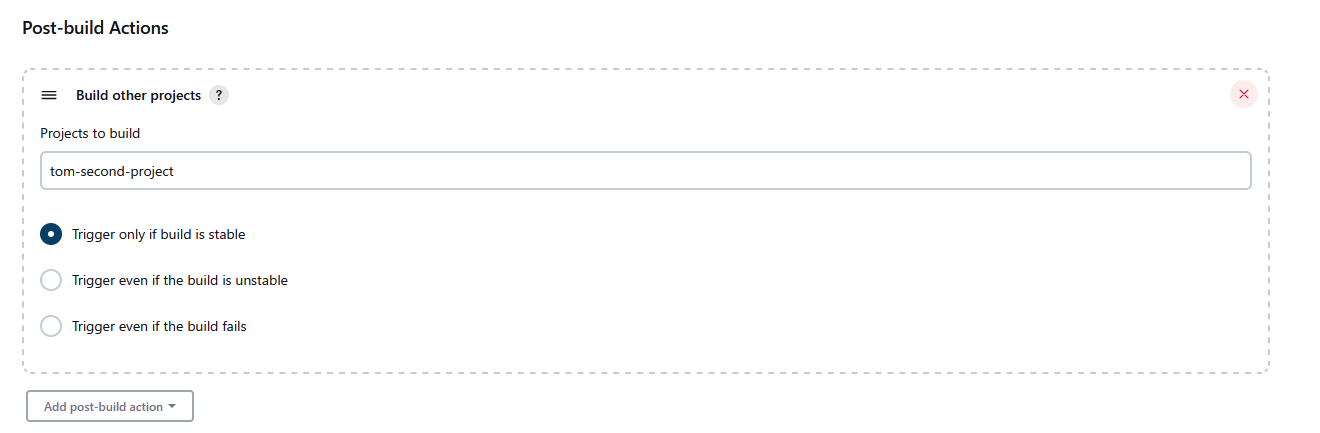 Post-build Actions
Build other projects ?
Projects to build
tom-second-project
Trigger only if build is stable
Trigger even if the build is unstable
Trigger even if the build fails
Add post-build action